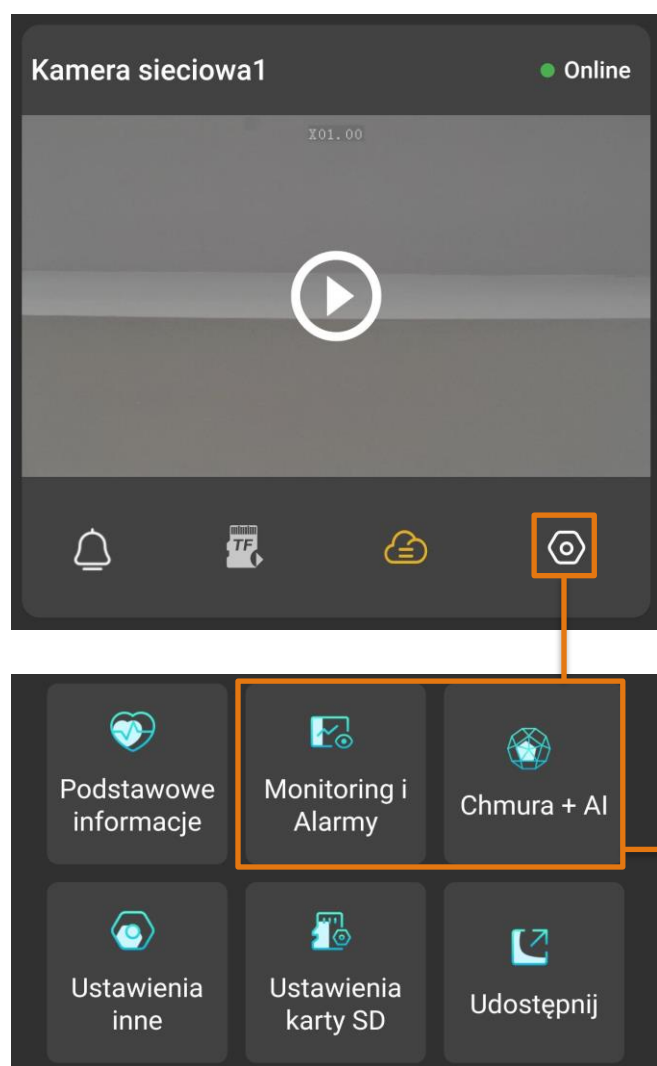 Kamera sieciowa1
Online
X01.00
TF
Podstawowe
informacje
Monitoring i
Alarmy
Chmura + AI
Ustawienia
inne
Ustawienia
karty SD
Udostępnij